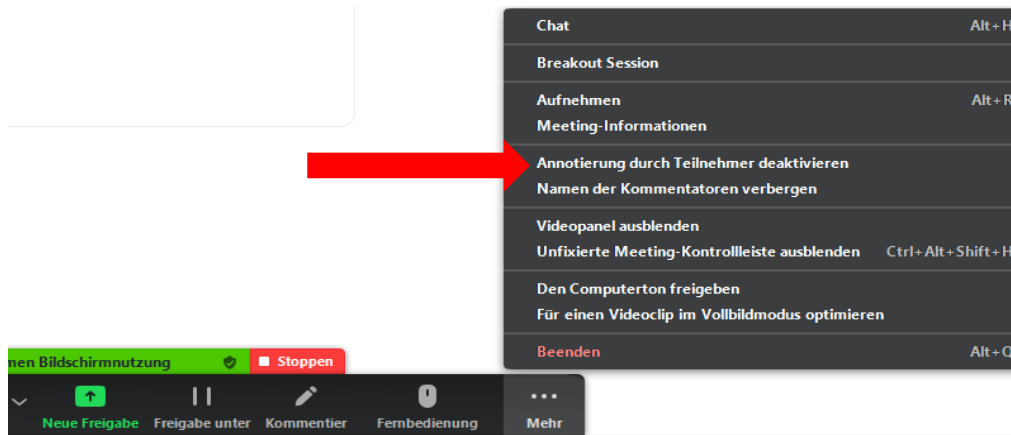 Chat Alt+H
Breakout Session
Aufnehmen Alt+R
Meeting-Informationen
Annotierung durch Teilnehmer deaktivieren
Namen der Kommentatoren verbergen
Videopanel ausblenden
Unfixierte Meeting-Kontrollleiste ausblenden Ctrl+Alt+Shift+H
Den Computerton freigeben
Für einen Videoclip im Vollbildmodus optimieren
Beenden Alt+Q
men Bildschirmnutzung Stoppen
Neue Freigabe Freigabe unter Kommentier Fernbedienung Mehr